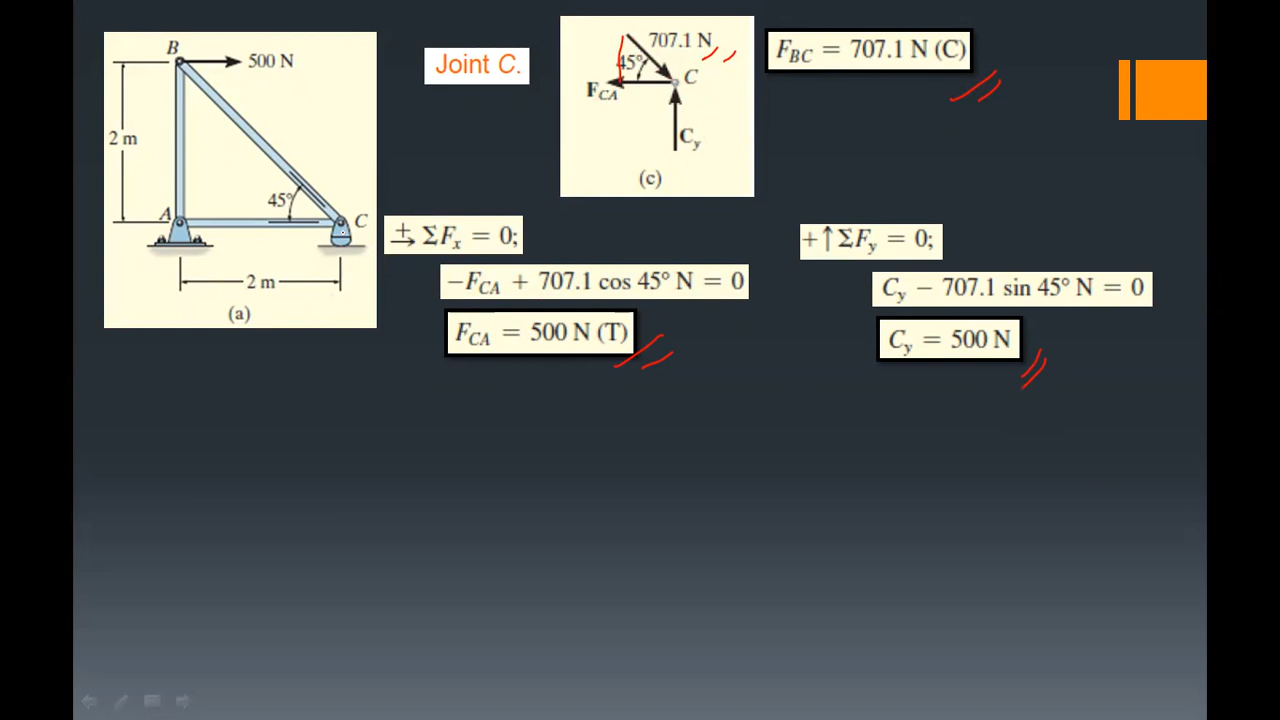 B
500 N
2 m
45°
A
C
2 m
(a)
Joint C.
707.1 N
45°
C
F_CA
C_y
(c)
F_BC = 707.1 N (C)
+→ ΣF_x = 0;
−F_CA + 707.1 cos 45° N = 0
F_CA = 500 N (T)
+↑ΣF_y = 0;
C_y − 707.1 sin 45° N = 0
C_y = 500 N